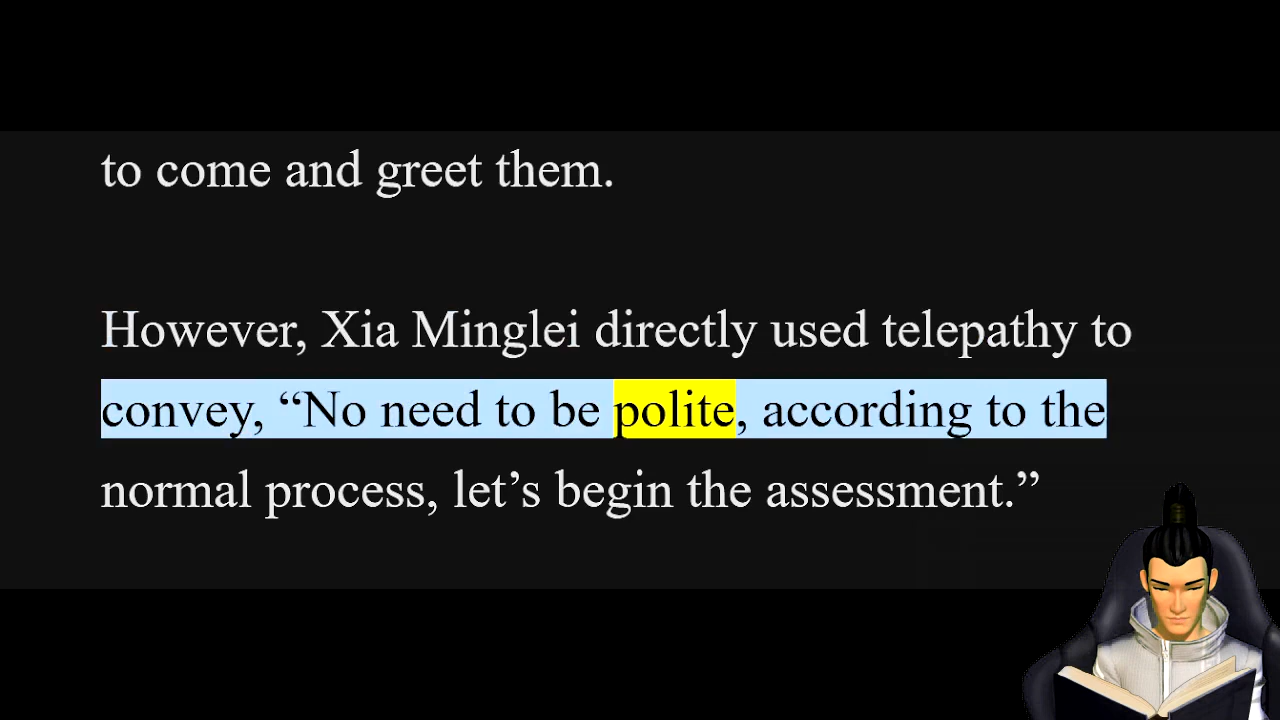 to come and greet them.
However, Xia Minglei directly used telepathy to
convey, “No need to be polite, according to the
normal process, let’s begin the assessment.”